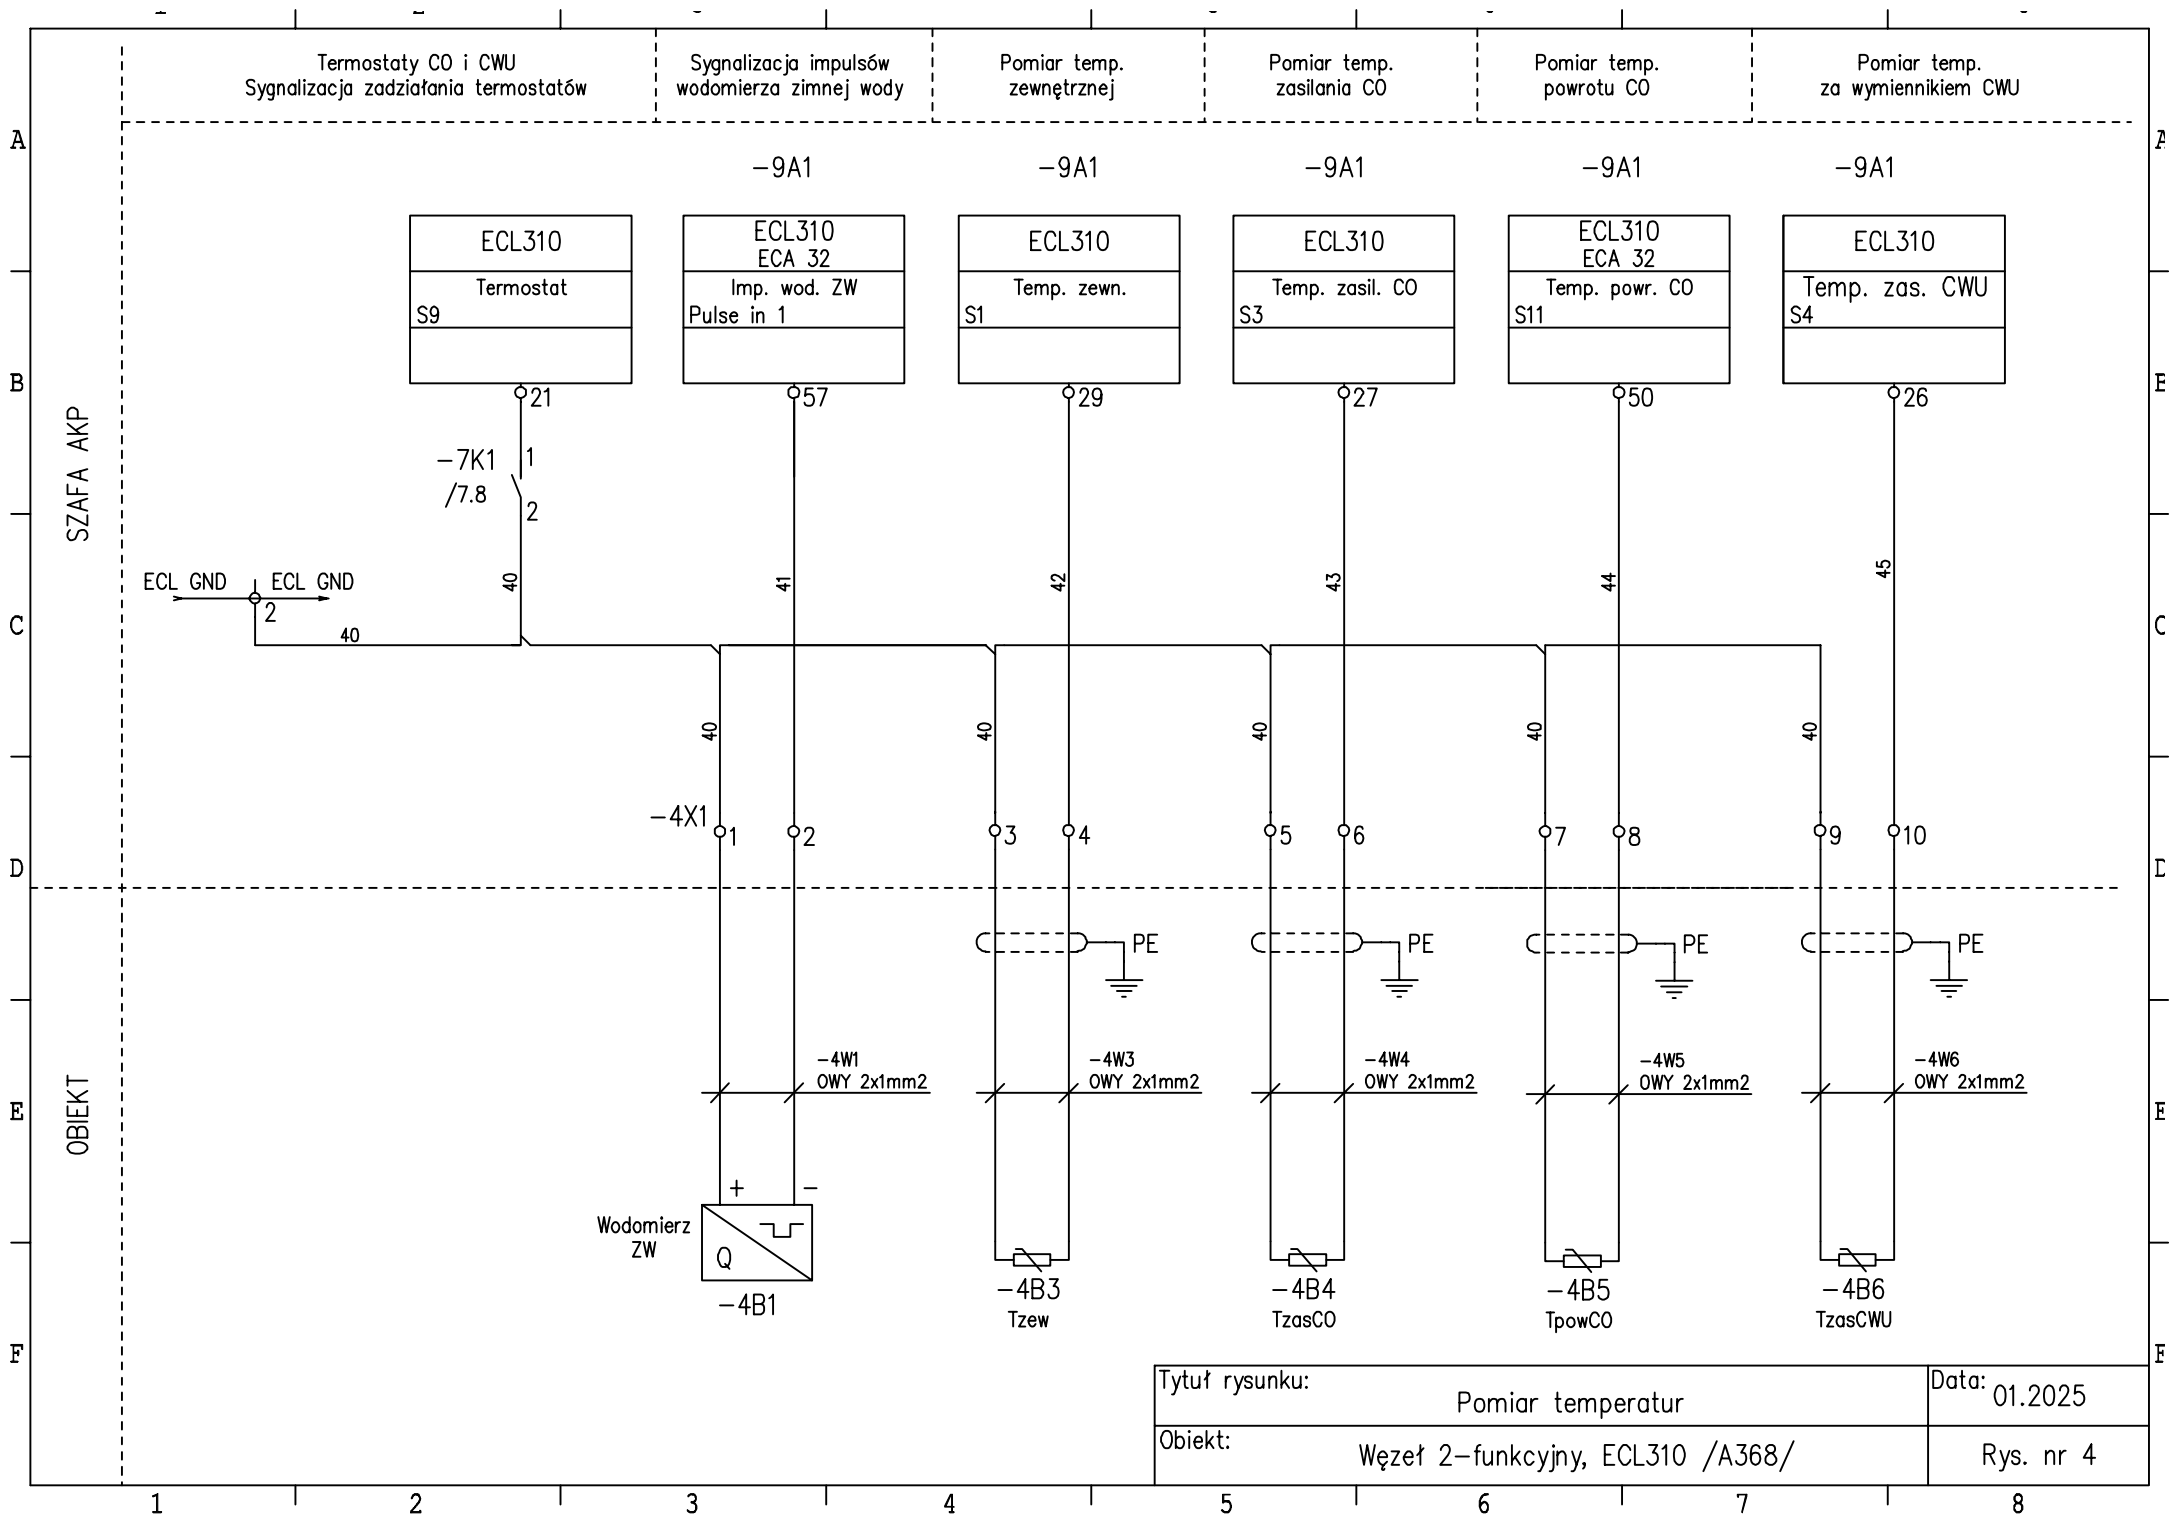 Termostaty CO i CWU
Sygnalizacja zadziałania termostatów
Sygnalizacja impulsów
wodomierza zimnej wody
Pomiar temp.
zewnętrznej
Pomiar temp.
zasilania CO
Pomiar temp.
powrotu CO
Pomiar temp.
za wymiennikiem CWU
A
A
-9A1
-9A1
-9A1
-9A1
-9A1
ECL310
Termostat
S9
ECL310
ECA 32
Imp. wod. ZW
Pulse in 1
ECL310
Temp. zewn.
S1
ECL310
Temp. zasil. CO
S3
ECL310
ECA 32
Temp. powr. CO
S11
ECL310
Temp. zas. CWU
S4
B
B
21
57
29
27
50
26
SZAFA AKP
-7K1
/7.8
1
2
ECL GND
ECL GND
2
40
40
41
42
43
44
45
C
C
40
40
40
40
40
-4X1
1
2
3
4
5
6
7
8
9
10
D
D
PE
PE
PE
PE
OBIEKT
-4W1
OWY 2x1mm2
-4W3
OWY 2x1mm2
-4W4
OWY 2x1mm2
-4W5
OWY 2x1mm2
-4W6
OWY 2x1mm2
E
E
+
-
Wodomierz
ZW
Q
-4B1
-4B3
Tzew
-4B4
TzasCO
-4B5
TpowCO
-4B6
TzasCWU
F
F
Tytuł rysunku:
Pomiar temperatur
Data:
01.2025
Obiekt:
Węzeł 2-funkcyjny, ECL310 /A368/
Rys. nr 4
1
2
3
4
5
6
7
8